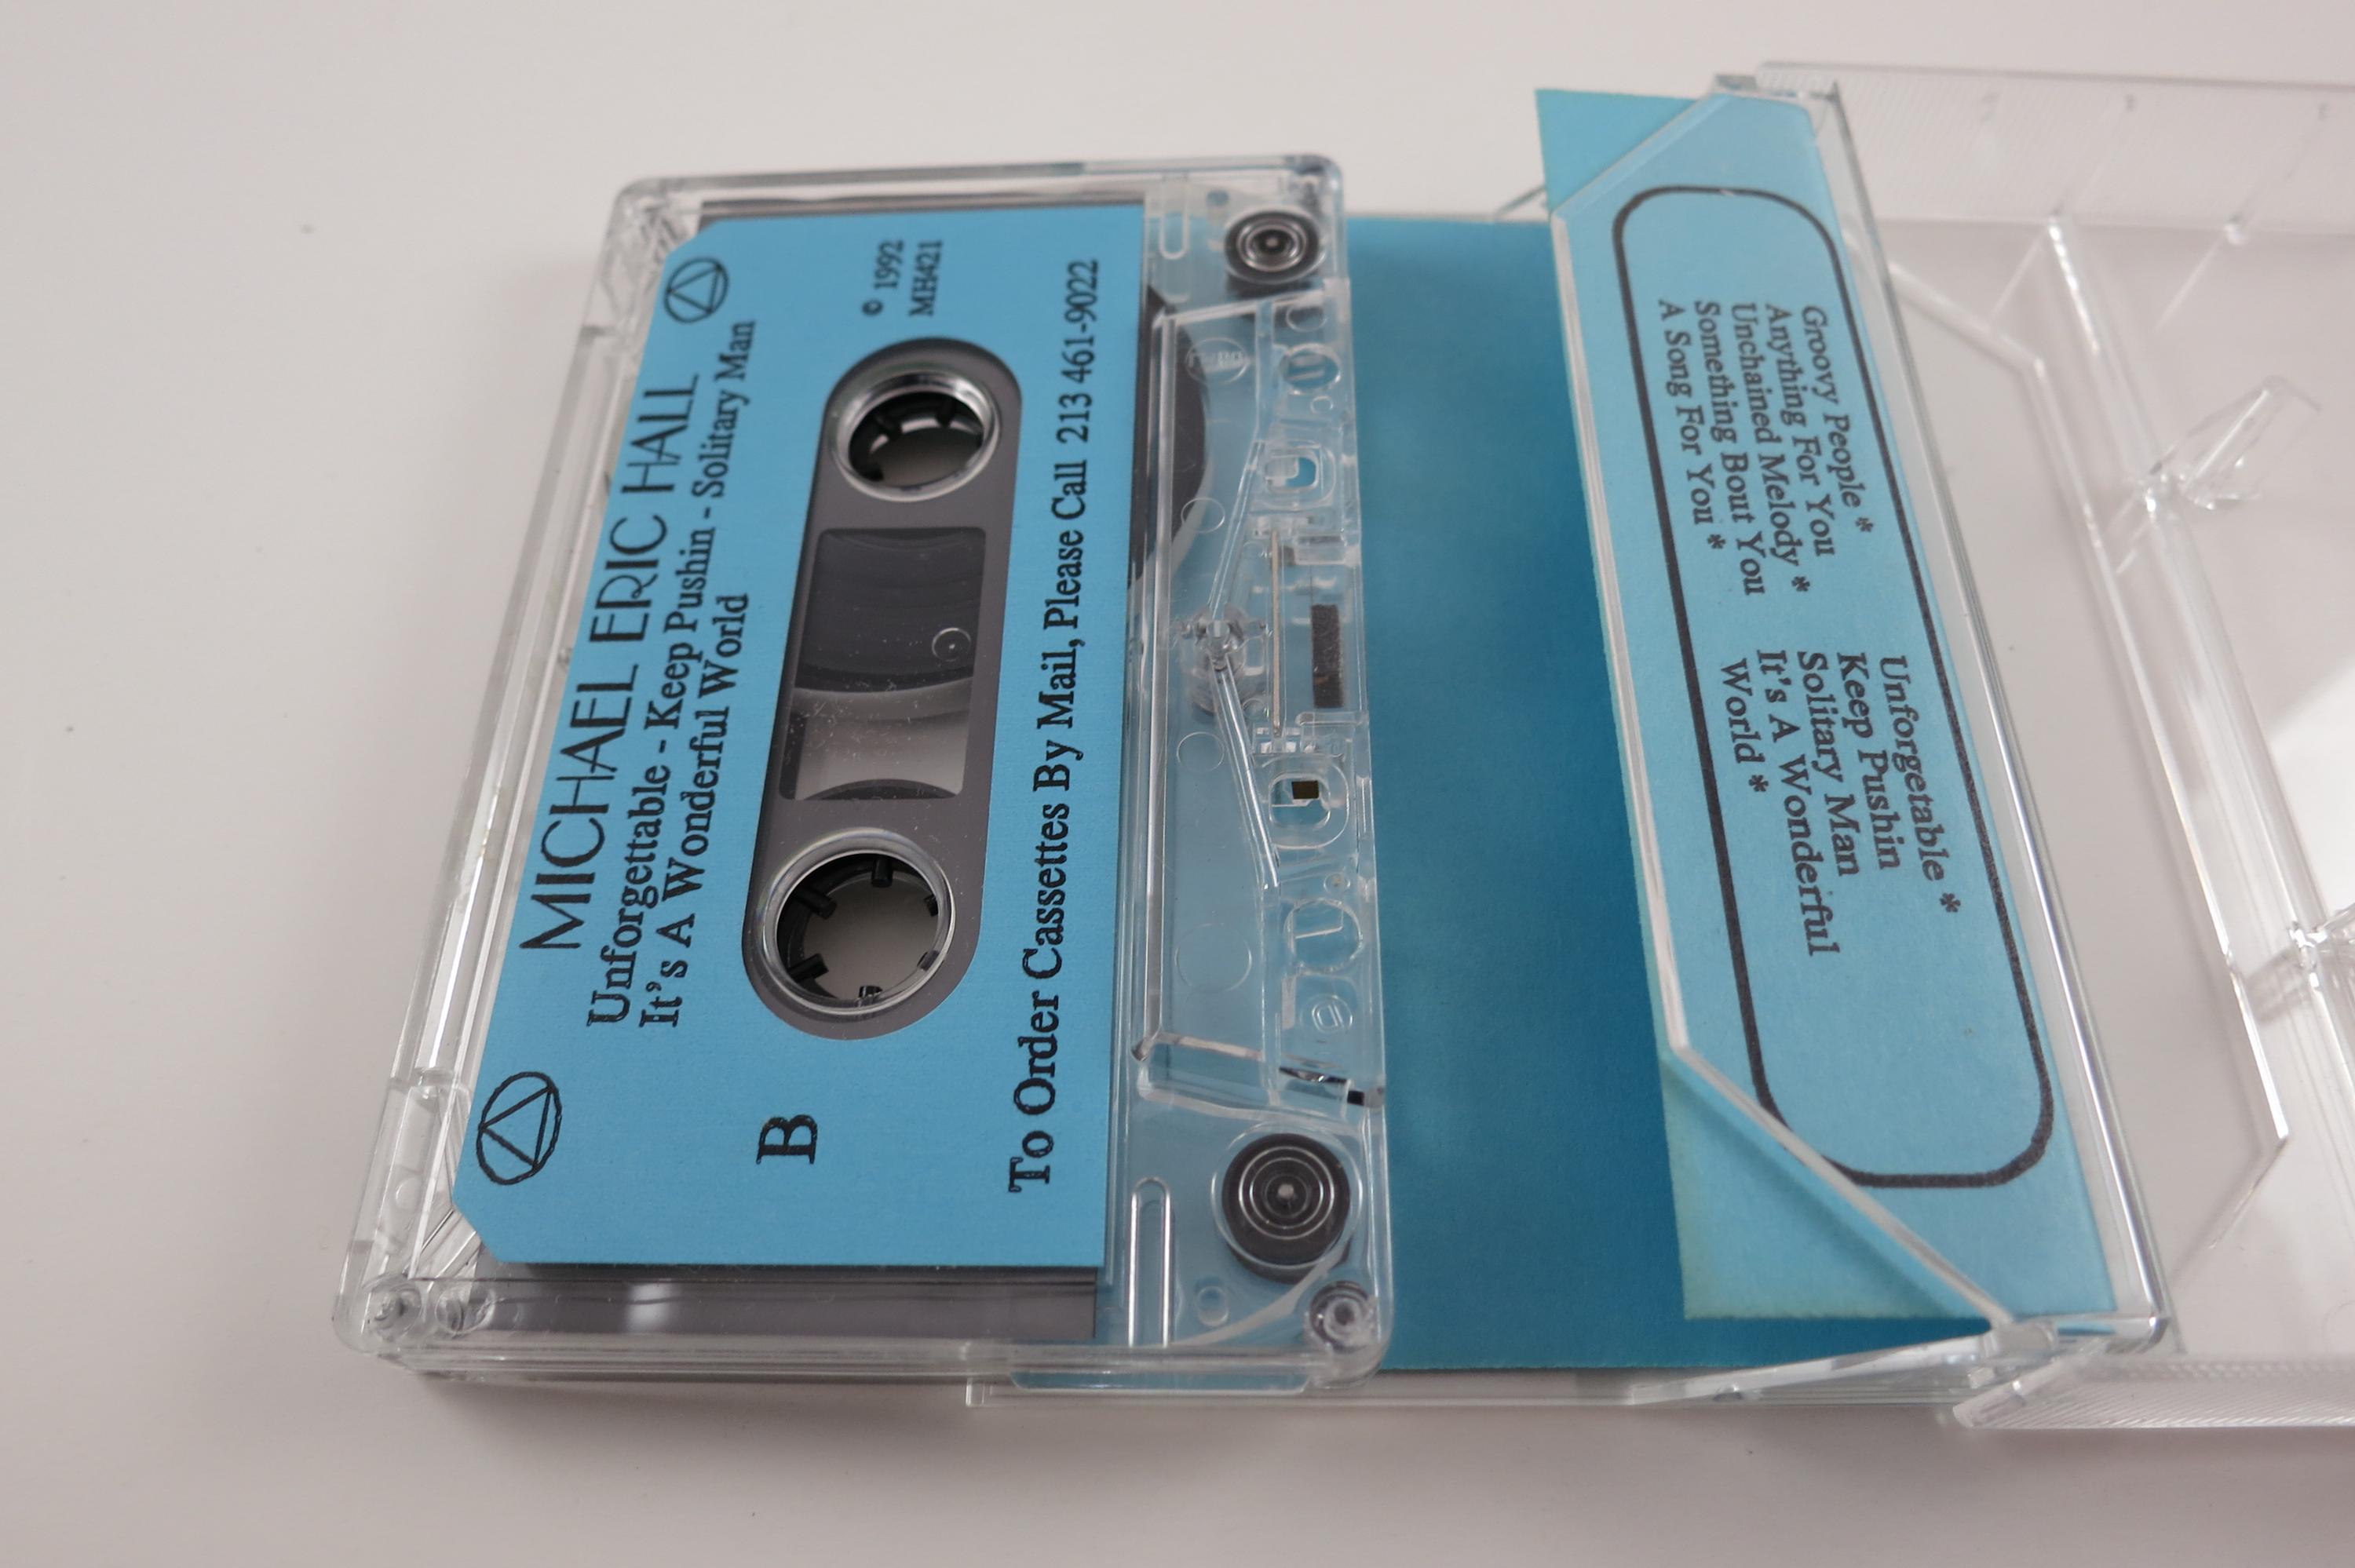 MICHAEL ERIC HALL
Unforgettable - Keep Pushin - Solitary Man
It's A Wonderful World
© 1992
MH421
B
To Order Cassettes By Mail, Please Call 213 461-9022
Groovy People *
Anything For You
Unchained Melody *
Something Bout You
A Song For You *
Unforgetable *
Keep Pushin
Solitary Man
It's A Wonderful
World *